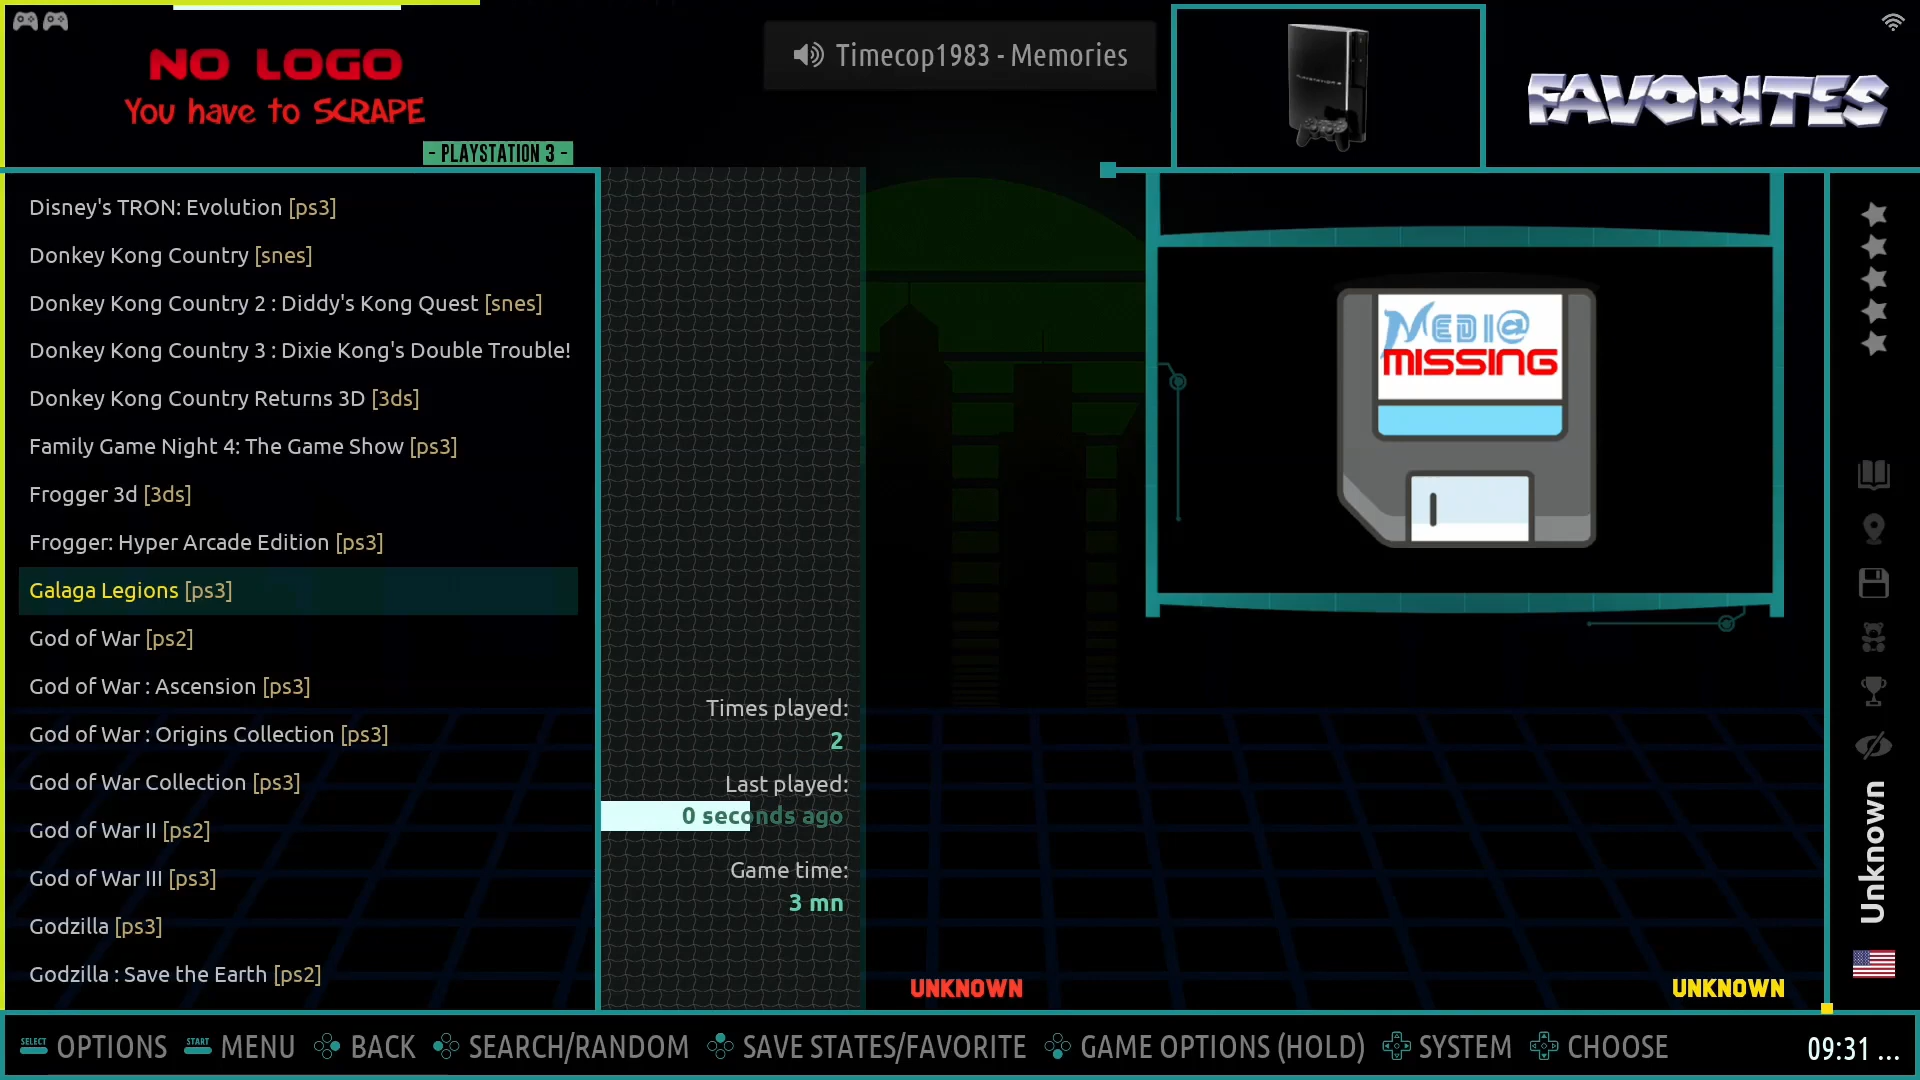 NO LOGO
You have to SCRAPE
Timecop1983 - Memories
FAVORITES
- PLAYSTATION 3 -
Disney's TRON: Evolution [ps3]
Donkey Kong Country [snes]
Donkey Kong Country 2 : Diddy's Kong Quest [snes]
Donkey Kong Country 3 : Dixie Kong's Double Trouble!
Donkey Kong Country Returns 3D [3ds]
Family Game Night 4: The Game Show [ps3]
Frogger 3d [3ds]
Frogger: Hyper Arcade Edition [ps3]
Galaga Legions [ps3]
God of War [ps2]
God of War : Ascension [ps3]
God of War : Origins Collection [ps3]
God of War Collection [ps3]
God of War II [ps2]
God of War III [ps3]
Godzilla [ps3]
Godzilla : Save the Earth [ps2]
Times played:
2
Last played:
0 seconds ago
Game time:
3 mn
MEDI@
MISSING
Unknown
UNKNOWN
UNKNOWN
SELECT OPTIONS START MENU BACK SEARCH/RANDOM SAVE STATES/FAVORITE GAME OPTIONS (HOLD) SYSTEM CHOOSE 09:31 ...